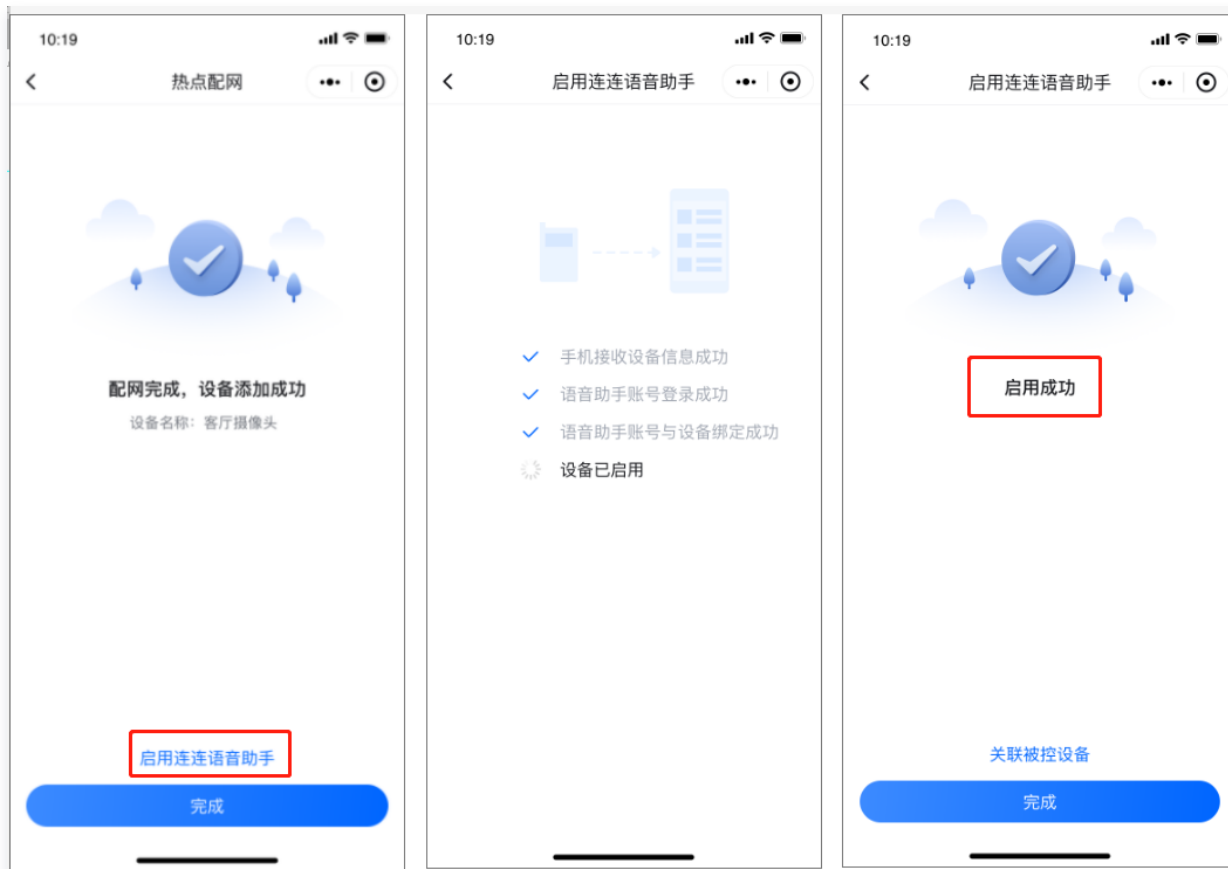 10:19
热点配网
配网完成，设备添加成功
设备名称：客厅摄像头
启用连连语音助手
完成
10:19
启用连连语音助手
手机接收设备信息成功
语音助手账号登录成功
语音助手账号与设备绑定成功
设备已启用
10:19
启用连连语音助手
启用成功
关联被控设备
完成